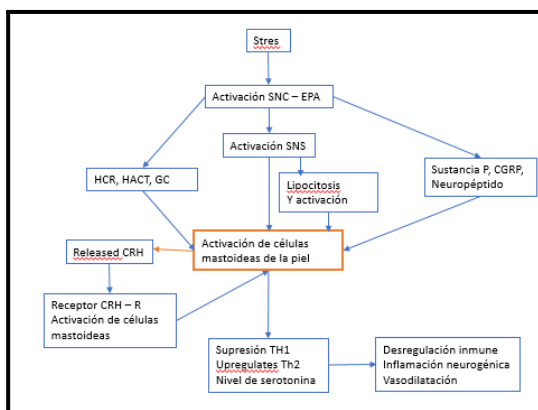 Stres
Activación SNC – EPA
Activación SNS
HCR, HACT, GC
Lipocitosis
Y activación
Sustancia P, CGRP,
Neuropéptido
Activación de células
mastoideas de la piel
Released CRH
Receptor CRH – R
Activación de células
mastoideas
Supresión TH1
Upregulates Th2
Nivel de serotonina
Desregulación inmune
Inflamación neurogénica
Vasodilatación